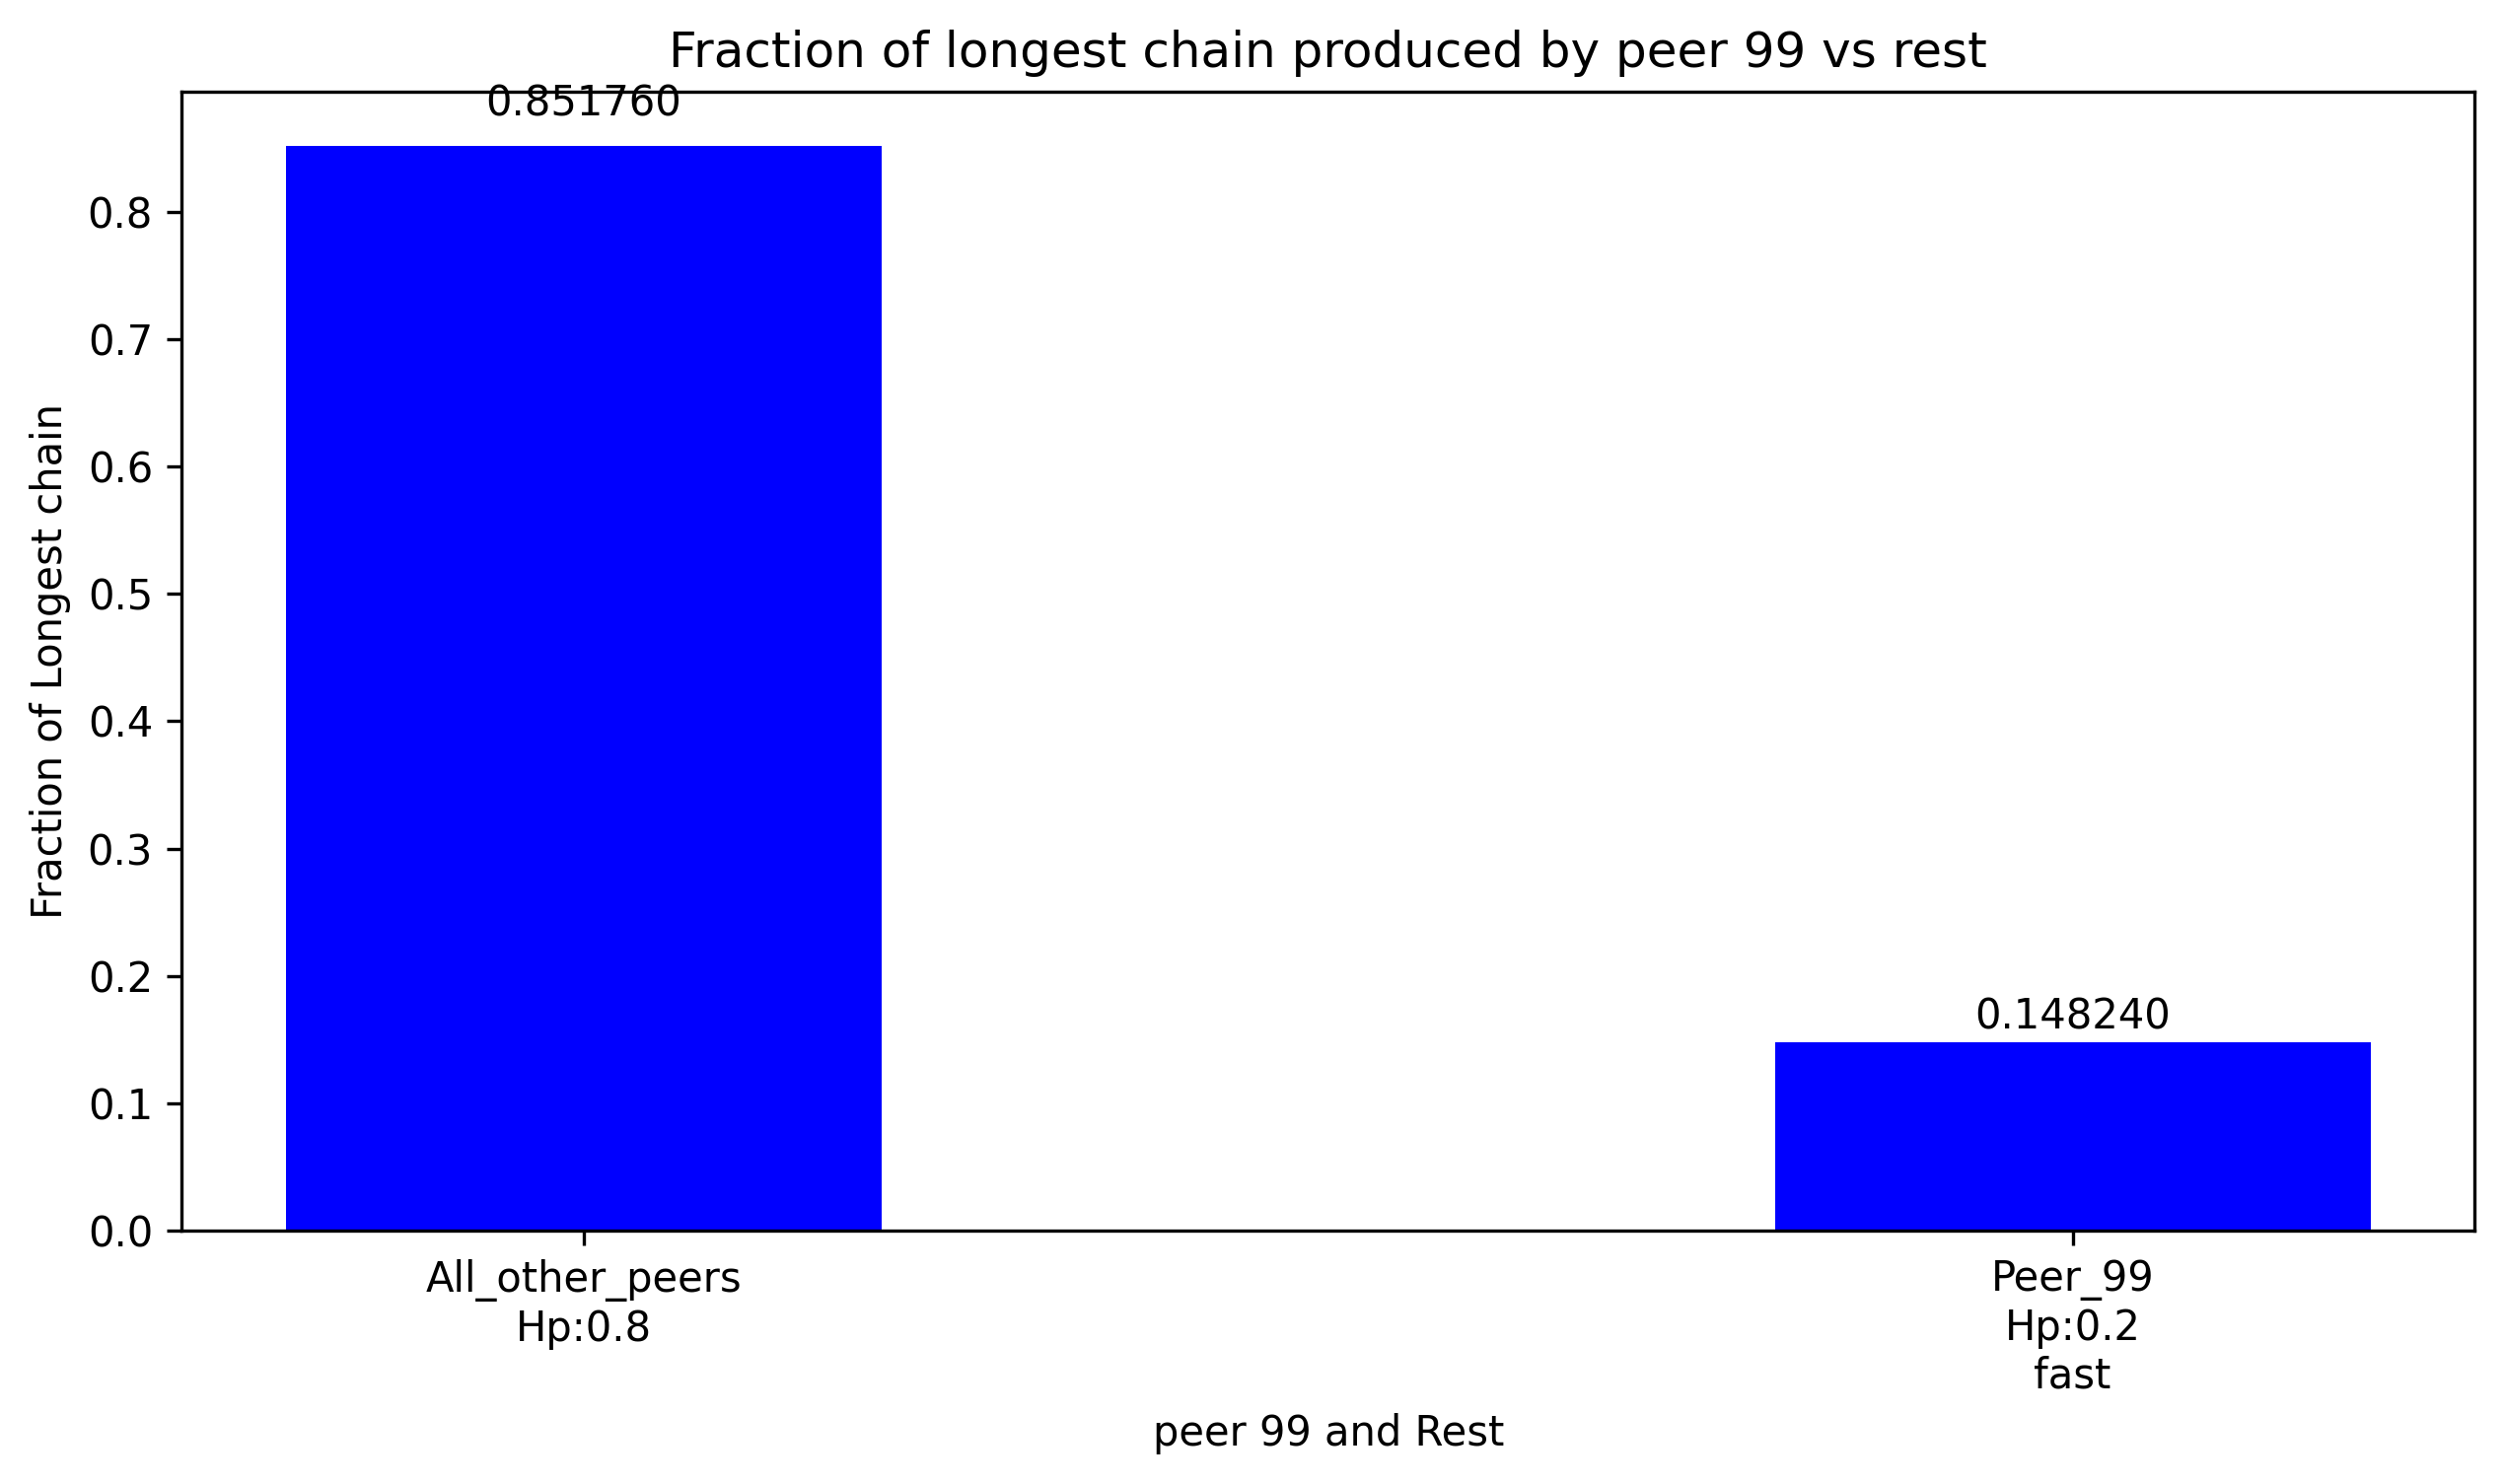 Fraction of longest chain produced by peer 99 vs rest
0.851760
0.148240
Fraction of Longest chain
0.8
0.7
0.6
0.5
0.4
0.3
0.2
0.1
0.0
All_other_peers
Hp:0.8
Peer_99
Hp:0.2
fast
peer 99 and Rest